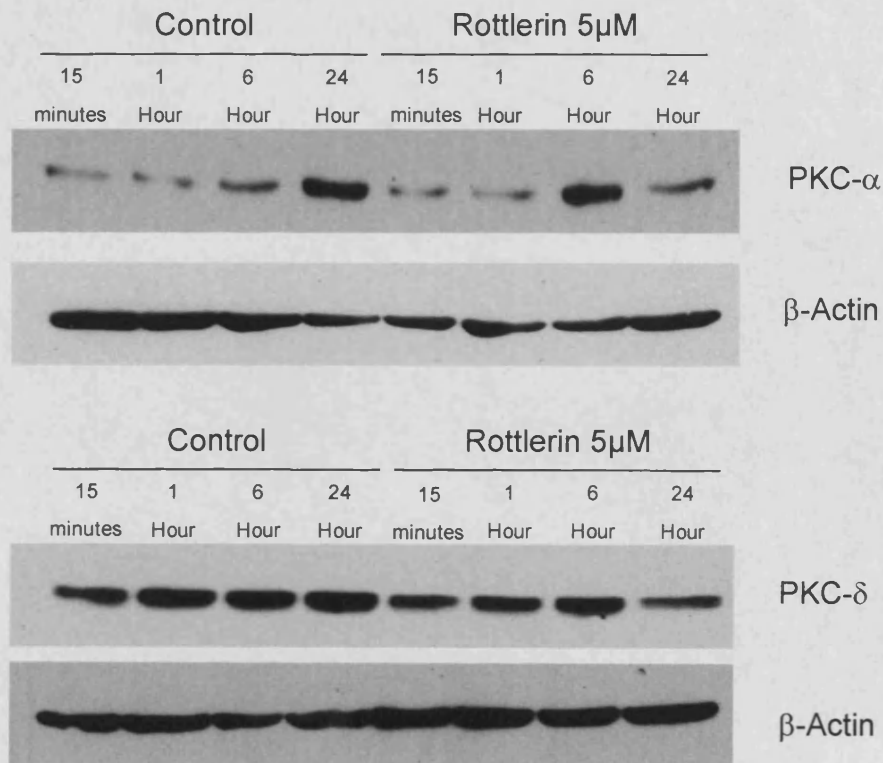 Control Rottlerin 5µM
15 1 6 24 15 1 6 24
minutes Hour Hour Hour minutes Hour Hour Hour
PKC-α
β-Actin
Control Rottlerin 5µM
15 1 6 24 15 1 6 24
minutes Hour Hour Hour minutes Hour Hour Hour
PKC-δ
β-Actin